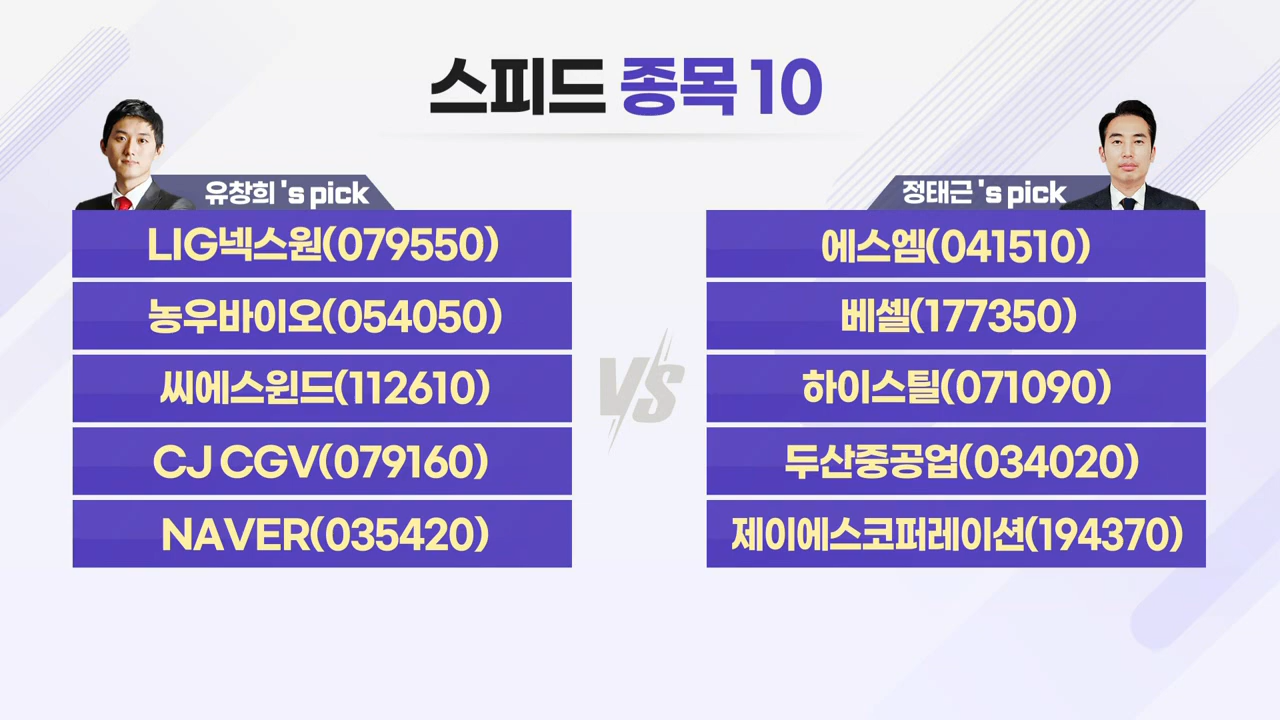 스피드 종목 10
유창희 's pick
LIG넥스원(079550)
농우바이오(054050)
씨에스윈드(112610)
CJ CGV(079160)
NAVER(035420)
VS
정태근 's pick
에스엠(041510)
베셀(177350)
하이스틸(071090)
두산중공업(034020)
제이에스코퍼레이션(194370)